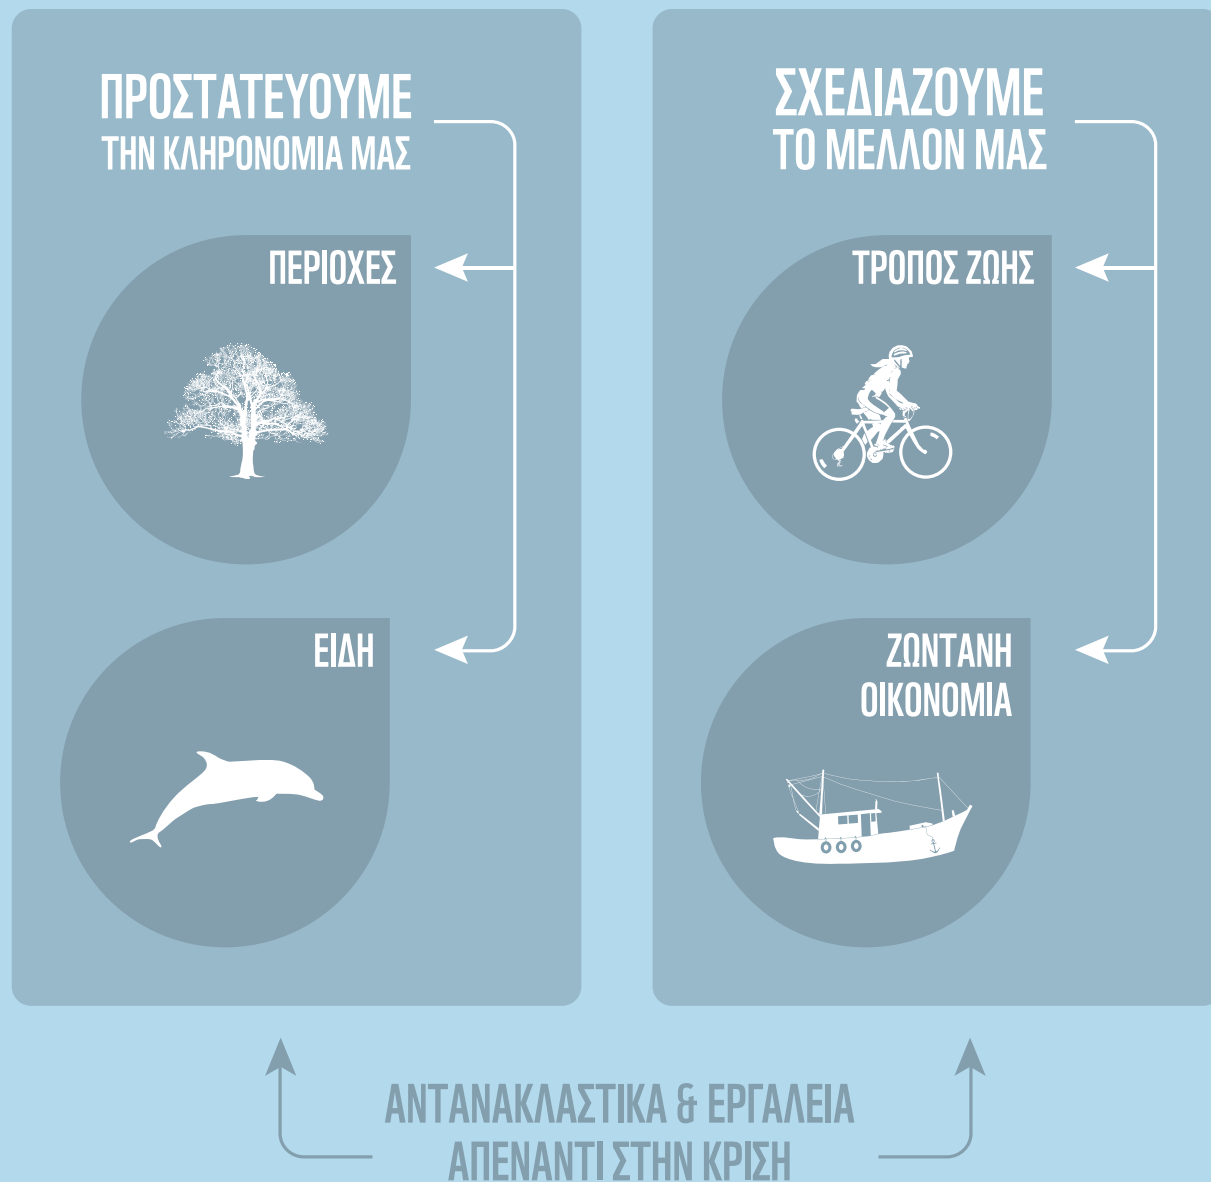 ΠΡΟΣΤΑΤΕΥΟΥΜΕ
ΤΗΝ ΚΛΗΡΟΝΟΜΙΑ ΜΑΣ
ΠΕΡΙΟΧΕΣ
ΕΙΔΗ
ΣΧΕΔΙΑΖΟΥΜΕ
ΤΟ ΜΕΛΛΟΝ ΜΑΣ
ΤΡΟΠΟΣ ΖΩΗΣ
ΖΩΝΤΑΝΗ
ΟΙΚΟΝΟΜΙΑ
ΑΝΤΑΝΑΚΛΑΣΤΙΚΑ & ΕΡΓΑΛΕΙΑ
ΑΠΕΝΑΝΤΙ ΣΤΗΝ ΚΡΙΣΗ